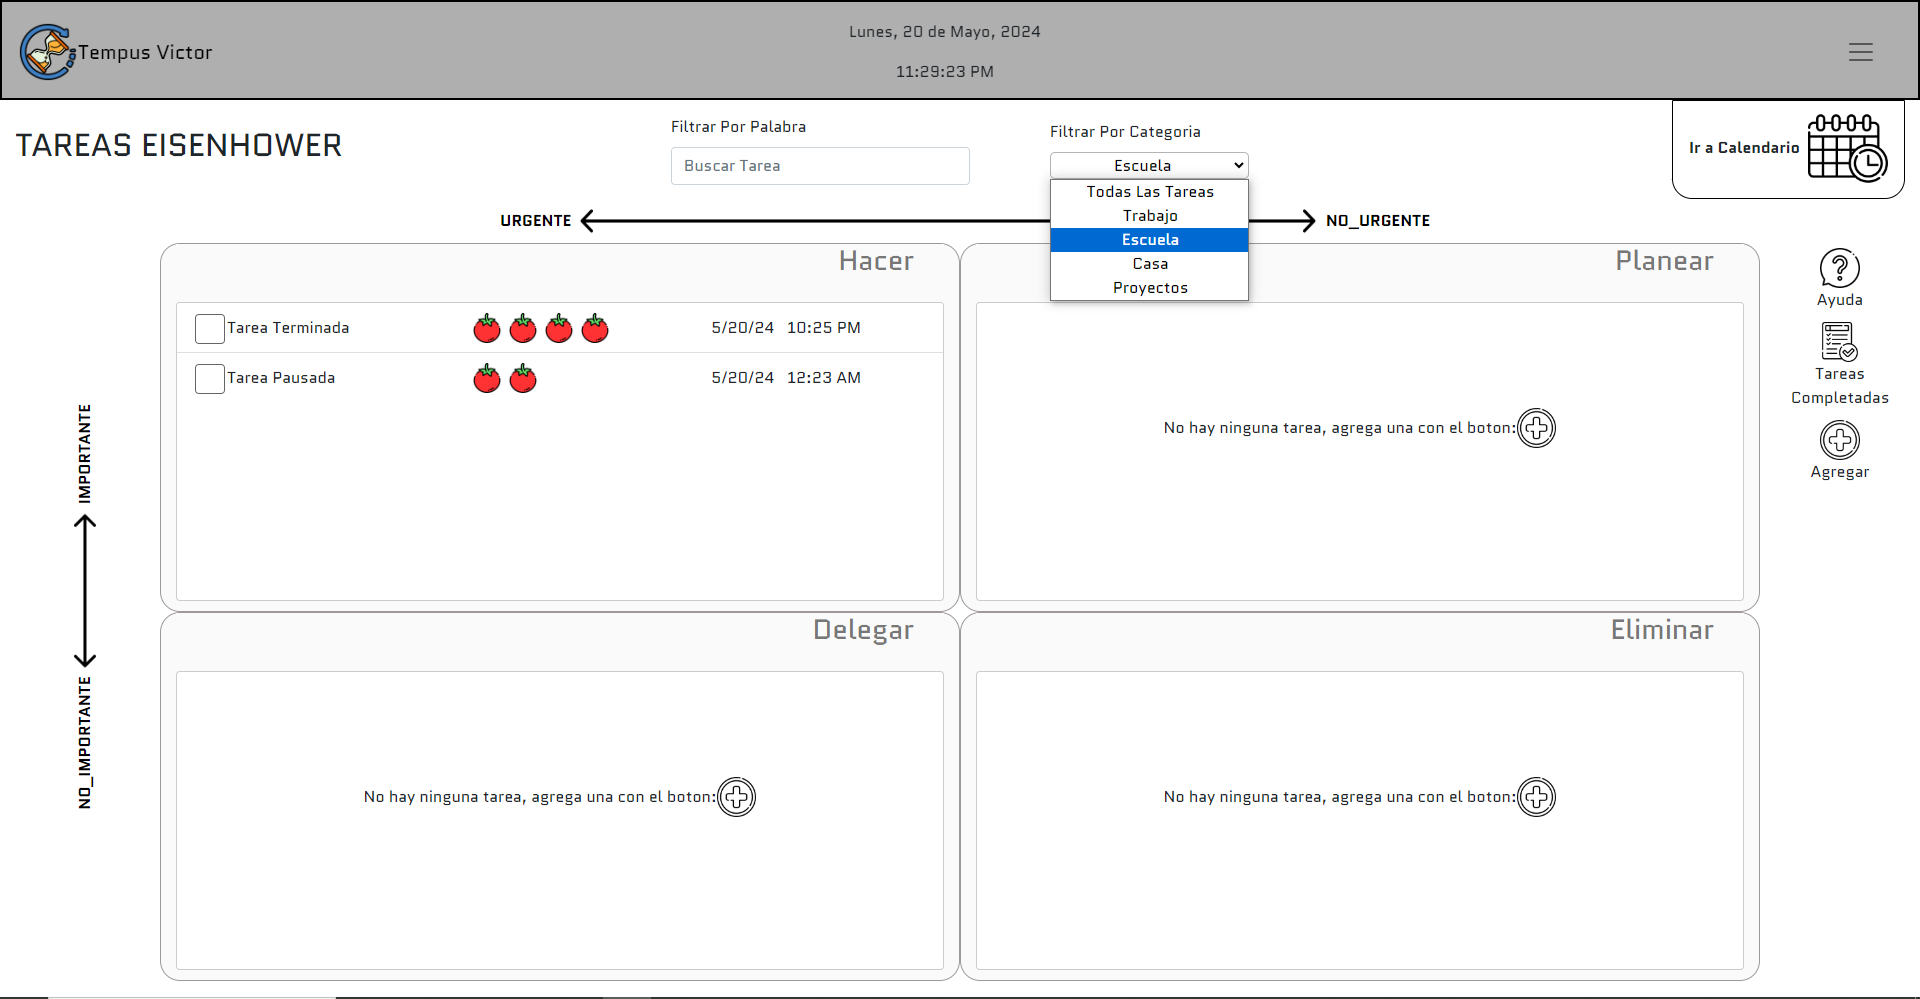 Tempus Victor
Lunes, 20 de Mayo, 2024
11:29:23 PM
TAREAS EISENHOWER
Filtrar Por Palabra
Buscar Tarea
Filtrar Por Categoria
Escuela
Todas Las Tareas
Trabajo
Escuela
Casa
Proyectos
Ir a Calendario
URGENTE
NO_URGENTE
IMPORTANTE
NO_IMPORTANTE
Hacer
Tarea Terminada 5/20/24 10:25 PM
Tarea Pausada 5/20/24 12:23 AM
Planear
No hay ninguna tarea, agrega una con el boton:
Delegar
No hay ninguna tarea, agrega una con el boton:
Eliminar
No hay ninguna tarea, agrega una con el boton:
Ayuda
Tareas
Completadas
Agregar